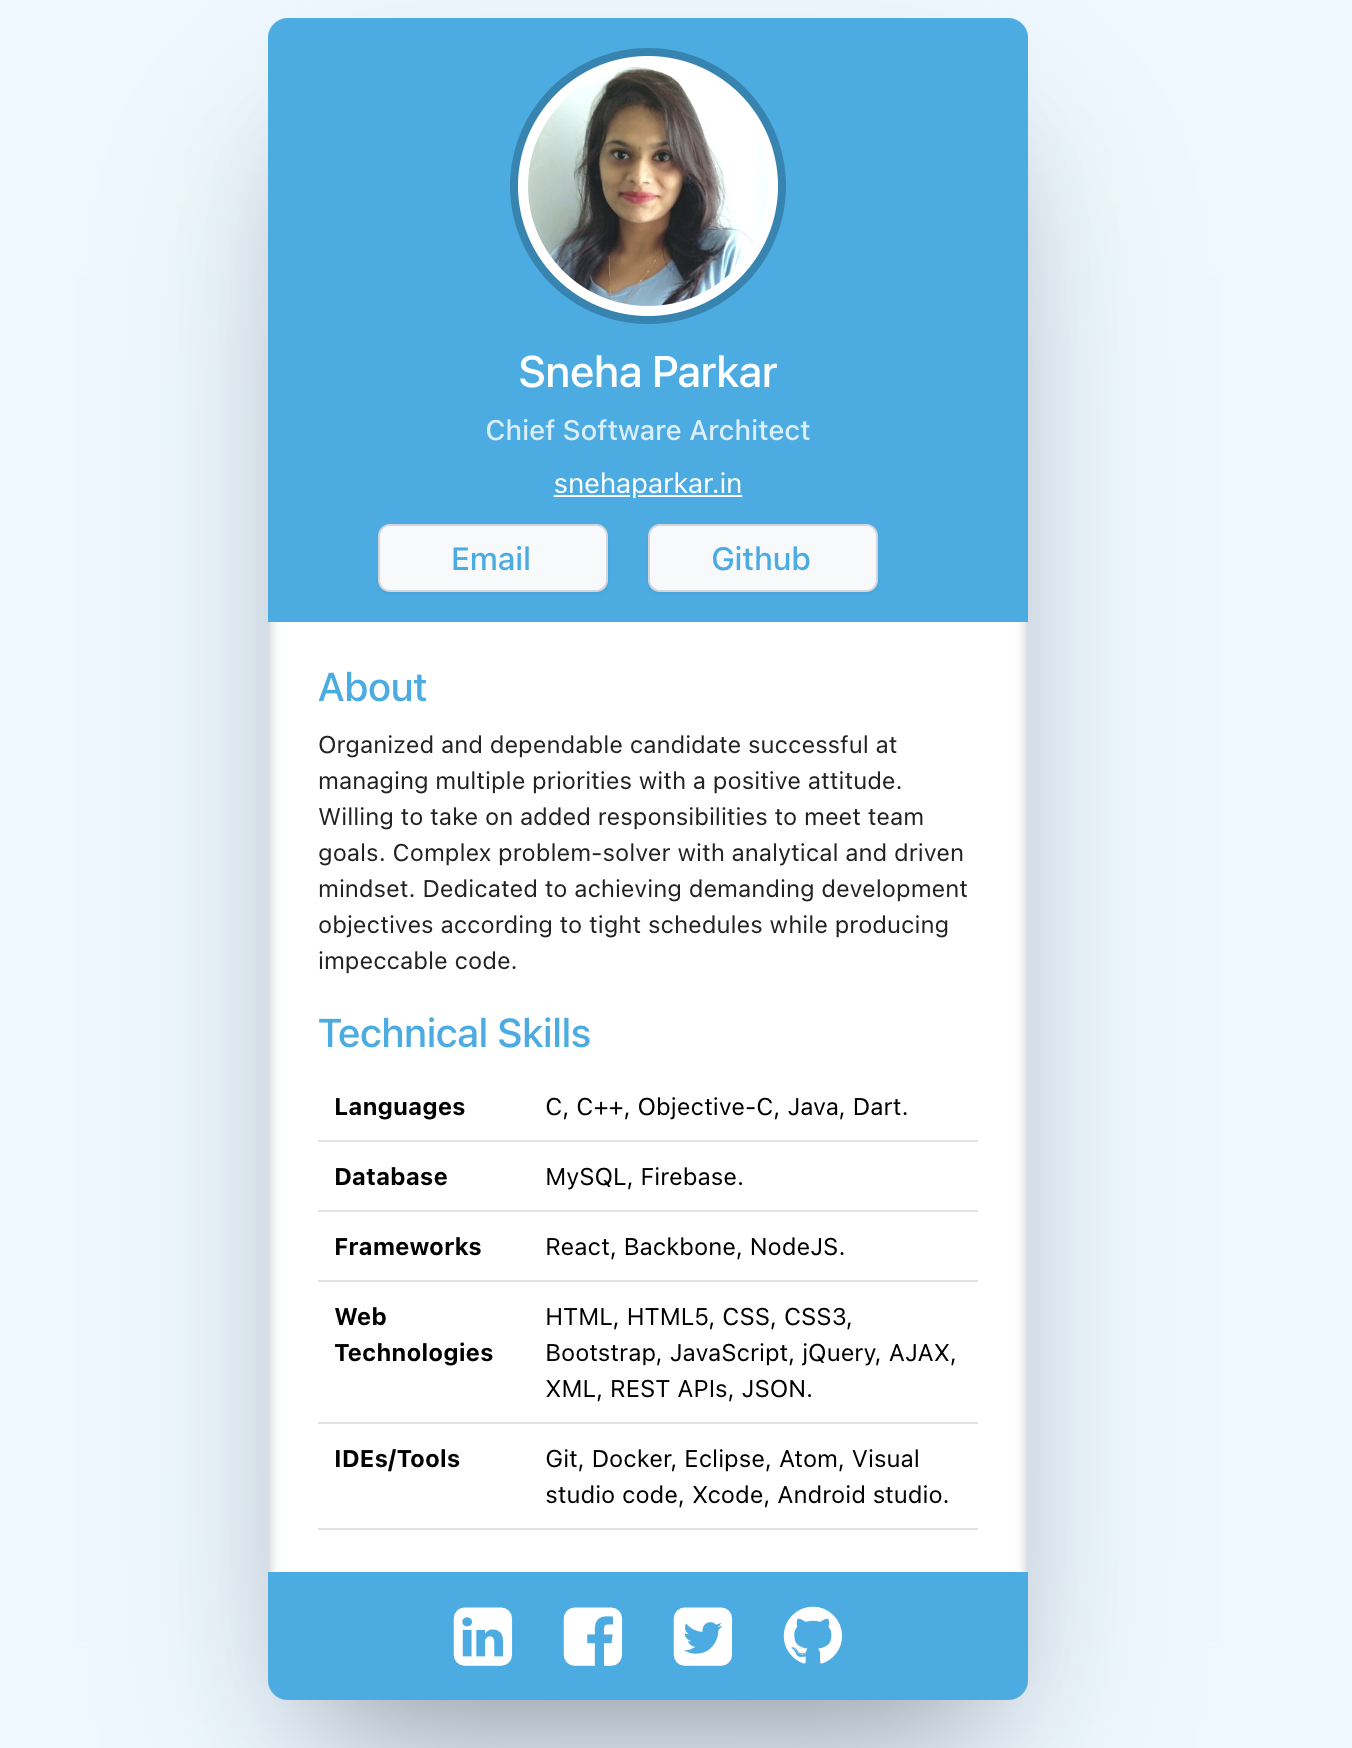 Sneha Parkar
Chief Software Architect
snehaparkar.in
Email
Github
About
Organized and dependable candidate successful at
managing multiple priorities with a positive attitude.
Willing to take on added responsibilities to meet team
goals. Complex problem-solver with analytical and driven
mindset. Dedicated to achieving demanding development
objectives according to tight schedules while producing
impeccable code.
Technical Skills
Languages
C, C++, Objective-C, Java, Dart.
Database
MySQL, Firebase.
Frameworks
React, Backbone, NodeJS.
Web
Technologies
HTML, HTML5, CSS, CSS3,
Bootstrap, JavaScript, jQuery, AJAX,
XML, REST APIs, JSON.
IDEs/Tools
Git, Docker, Eclipse, Atom, Visual
studio code, Xcode, Android studio.
in